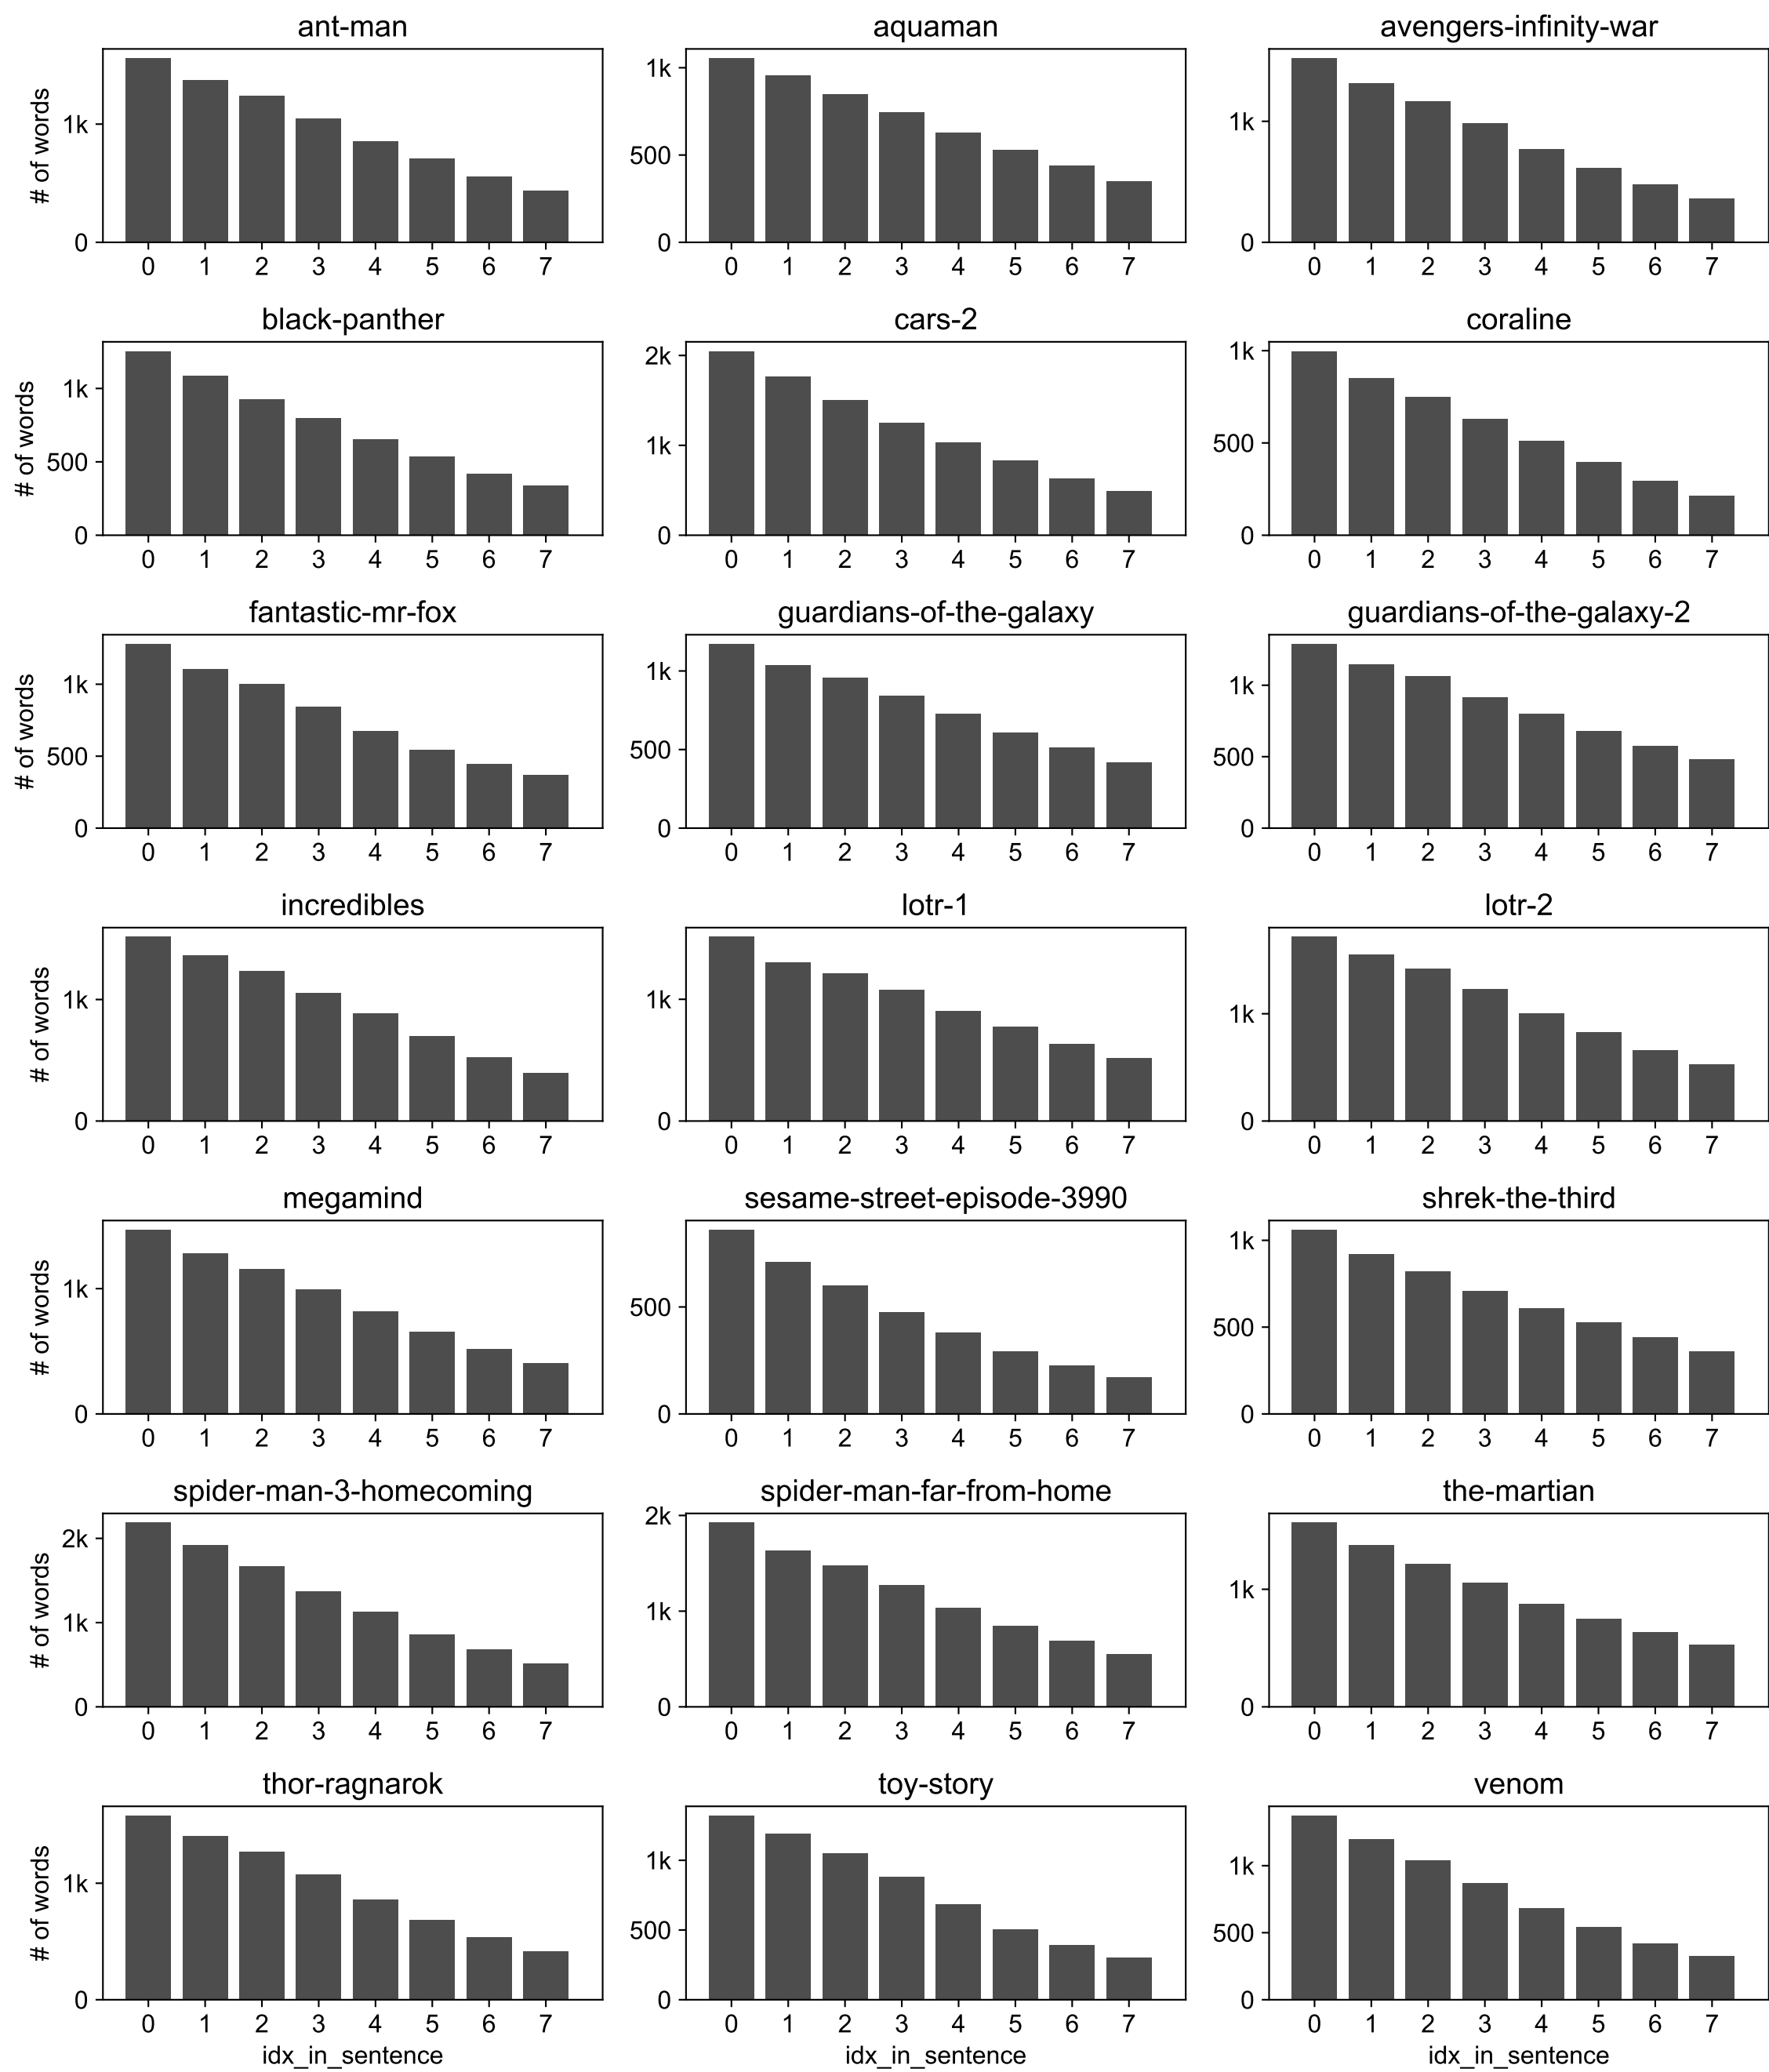 ant-man aquaman avengers-infinity-war
# of words
1k
0
0 1 2 3 4 5 6 7
1k
500
0
0 1 2 3 4 5 6 7
1k
0
0 1 2 3 4 5 6 7
black-panther cars-2 coraline
# of words
1k
500
0
0 1 2 3 4 5 6 7
2k
1k
0
0 1 2 3 4 5 6 7
1k
500
0
0 1 2 3 4 5 6 7
fantastic-mr-fox guardians-of-the-galaxy guardians-of-the-galaxy-2
# of words
1k
500
0
0 1 2 3 4 5 6 7
1k
500
0
0 1 2 3 4 5 6 7
1k
500
0
0 1 2 3 4 5 6 7
incredibles lotr-1 lotr-2
# of words
1k
0
0 1 2 3 4 5 6 7
1k
0
0 1 2 3 4 5 6 7
1k
0
0 1 2 3 4 5 6 7
megamind sesame-street-episode-3990 shrek-the-third
# of words
1k
0
0 1 2 3 4 5 6 7
500
0
0 1 2 3 4 5 6 7
1k
500
0
0 1 2 3 4 5 6 7
spider-man-3-homecoming spider-man-far-from-home the-martian
# of words
2k
1k
0
0 1 2 3 4 5 6 7
2k
1k
0
0 1 2 3 4 5 6 7
1k
0
0 1 2 3 4 5 6 7
thor-ragnarok toy-story venom
# of words
1k
0
0 1 2 3 4 5 6 7
1k
500
0
0 1 2 3 4 5 6 7
1k
500
0
0 1 2 3 4 5 6 7
idx_in_sentence idx_in_sentence idx_in_sentence